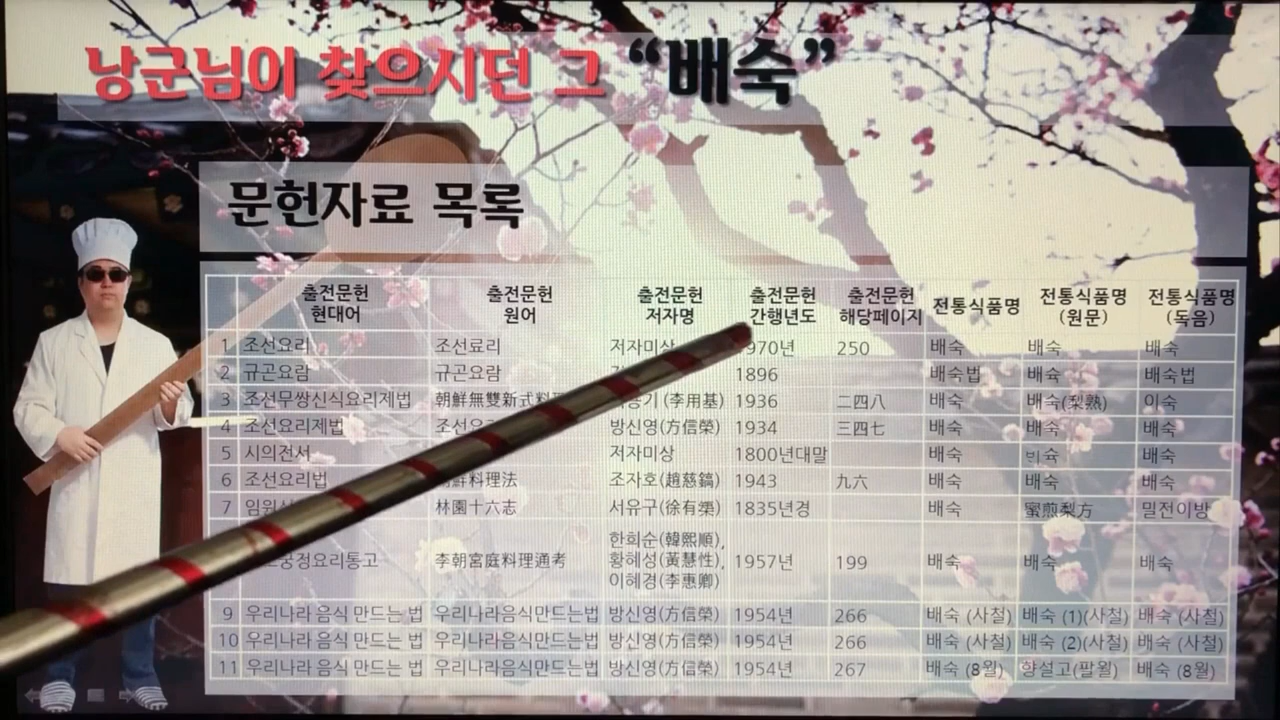 낭군님이 찾으시던 그 “배숙”
문헌자료 목록
출전문헌 현대어 출전문헌 원어 출전문헌 저자명 출전문헌 간행년도 출전문헌 해당페이지 전통식품명 전통식품명 (원문) 전통식품명 (독음)
1 조선요리 조선료리 저자미상 1970년 250 배숙 배숙 배숙
2 규곤요람 규곤요람 1896 배숙법 배슉 배숙법
3 조선무쌍신식요리제법 朝鮮無雙新式 (李用基) 1936 二四八 배숙 배숙(梨熟) 이숙
4 조선요리제법 방신영(方信榮) 1934 三四七 배숙 배숙 배숙
5 시의전서 저자미상 1800년대말 배숙 슉 배숙
6 조선요리법 料理法 조자호(趙慈鎬) 1943 九六 배숙 배숙 배숙
7 林園十六志 서유구(徐有榘) 1835년경 배숙 蜜煎梨方 밀전이방
궁정요리통고 李朝宮庭料理通考 한희순(韓熙順), 황혜성(黃慧性), 이혜경(李惠卿) 1957년 199 배숙 배숙 배숙
9 우리나라 음식 만드는 법 우리나라음식만드는법 방신영(方信榮) 1954년 266 배숙 (사철) 배숙 (1)(사철) 배숙 (사철)
10 우리나라 음식 만드는 법 우리나라음식만드는법 방신영(方信榮) 1954년 266 배숙 (사철) 배숙 (2)(사철) 배숙 (사철)
11 우리나라 음식 만드는 법 우리나라음식만드는법 방신영(方信榮) 1954년 267 배숙 (8월) 향설고(팔월) 배숙 (8월)